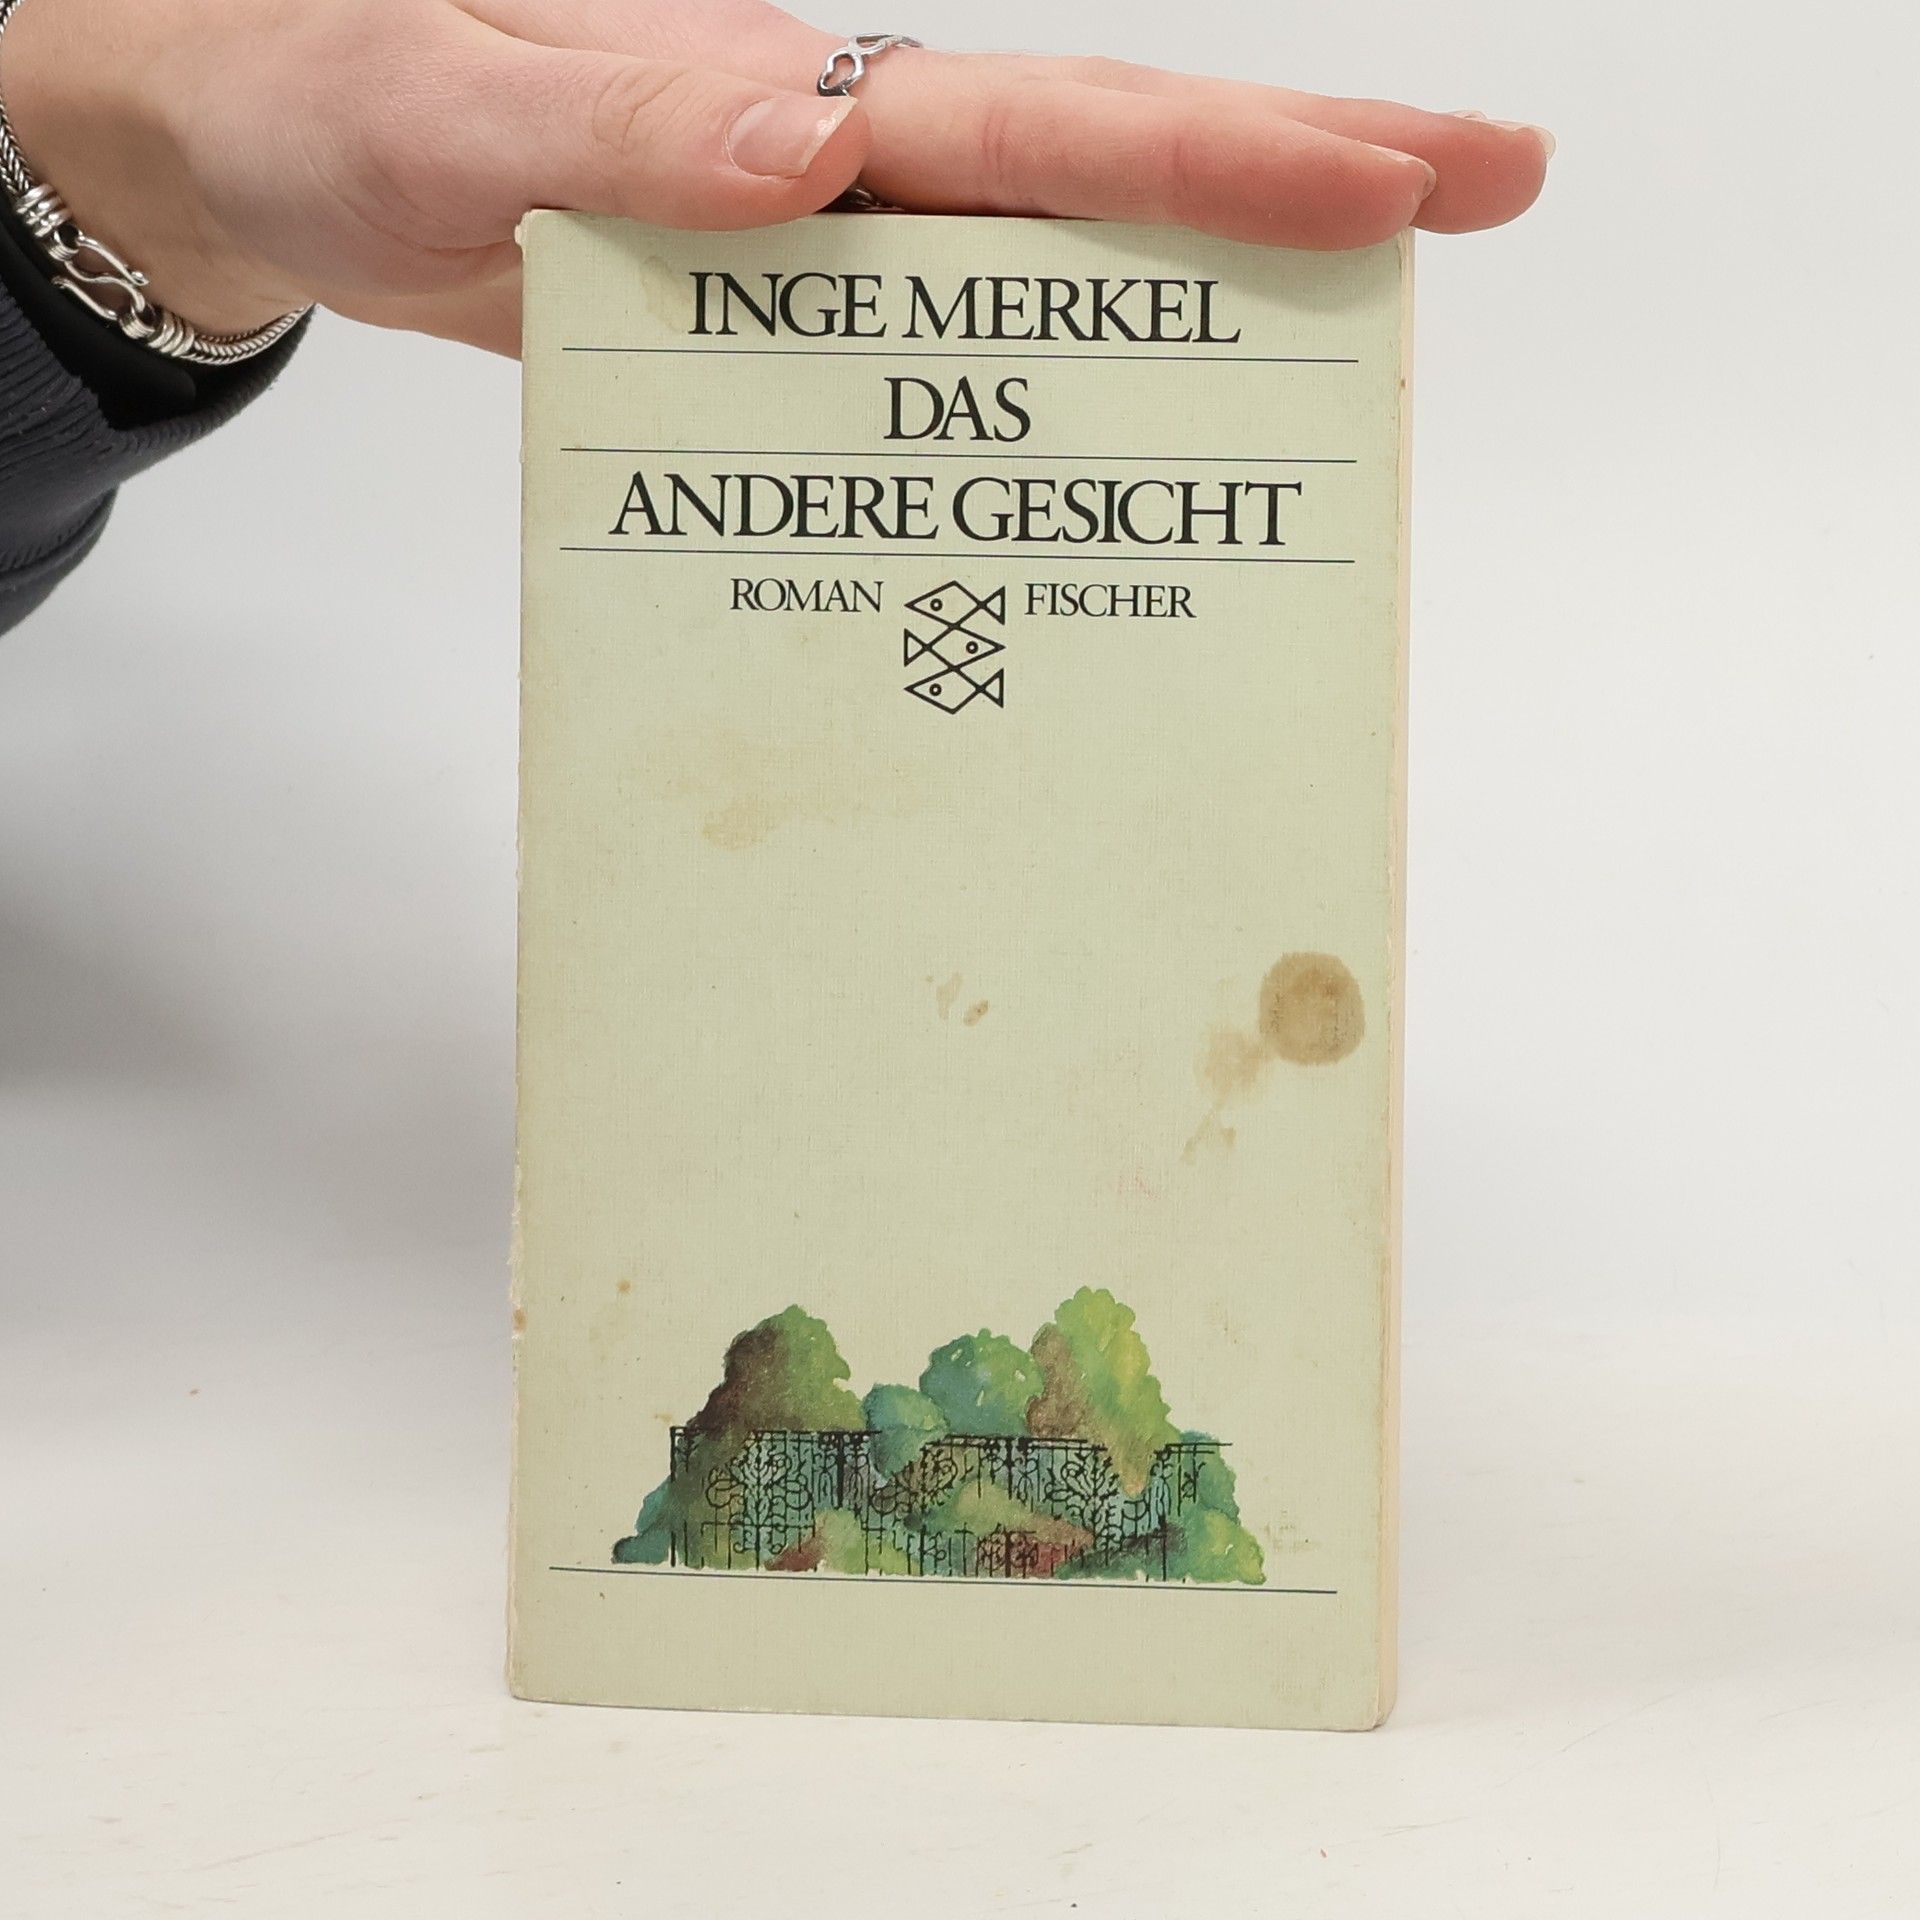 INGE MERKEL
DAS
ANDERE GESICHT
ROMAN FISCHER